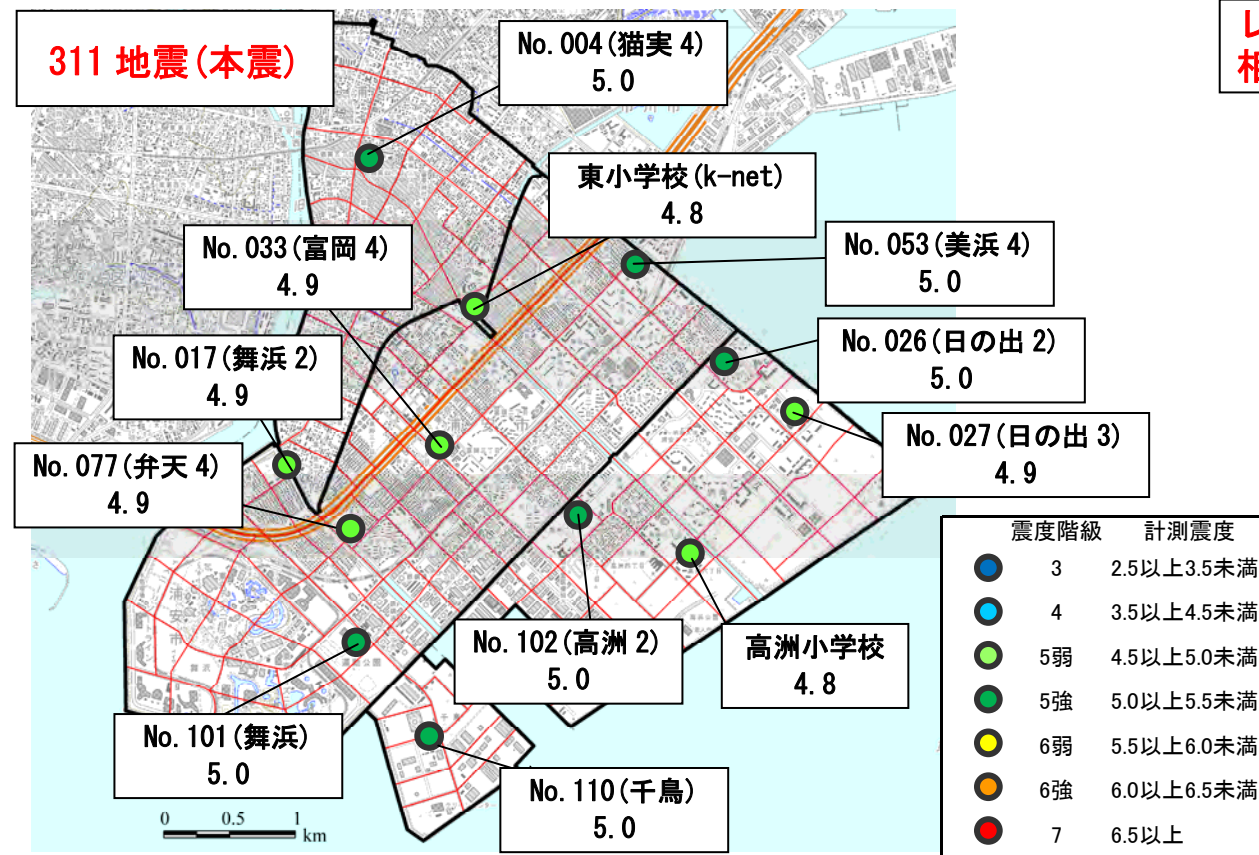 311 地震(本震)
レ
相
No.004(猫実 4)
5.0
東小学校(k-net)
4.8
No.033(富岡 4)
4.9
No.053(美浜 4)
5.0
No.017(舞浜 2)
4.9
No.026(日の出 2)
5.0
No.077(弁天 4)
4.9
No.027(日の出 3)
4.9
No.102(高洲 2)
5.0
高洲小学校
4.8
No.101(舞浜)
5.0
No.110(千鳥)
5.0
浦安市
舞浜
0 0.5 1
km
震度階級 計測震度
3 2.5以上3.5未満
4 3.5以上4.5未満
5弱 4.5以上5.0未満
5強 5.0以上5.5未満
6弱 5.5以上6.0未満
6強 6.0以上6.5未満
7 6.5以上